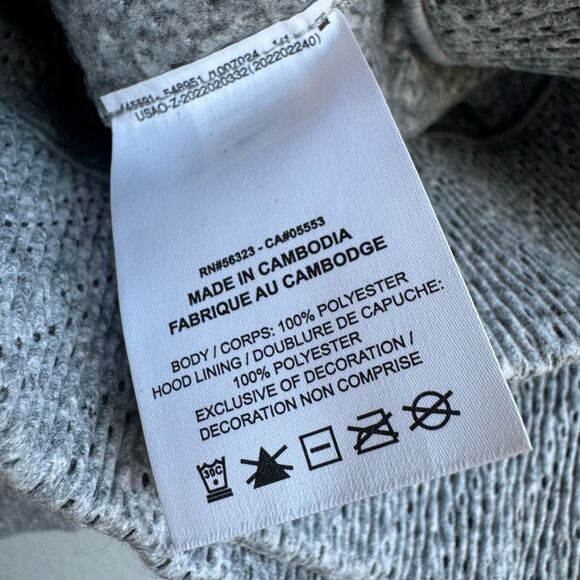 USAO-Z-2022020332(202202240)
RN#56323 - CA#05553
MADE IN CAMBODIA
FABRIQUE AU CAMBODGE
BODY / CORPS: 100% POLYESTER
HOOD LINING / DOUBLURE DE CAPUCHE:
100% POLYESTER
EXCLUSIVE OF DECORATION /
DECORATION NON COMPRISE
30C